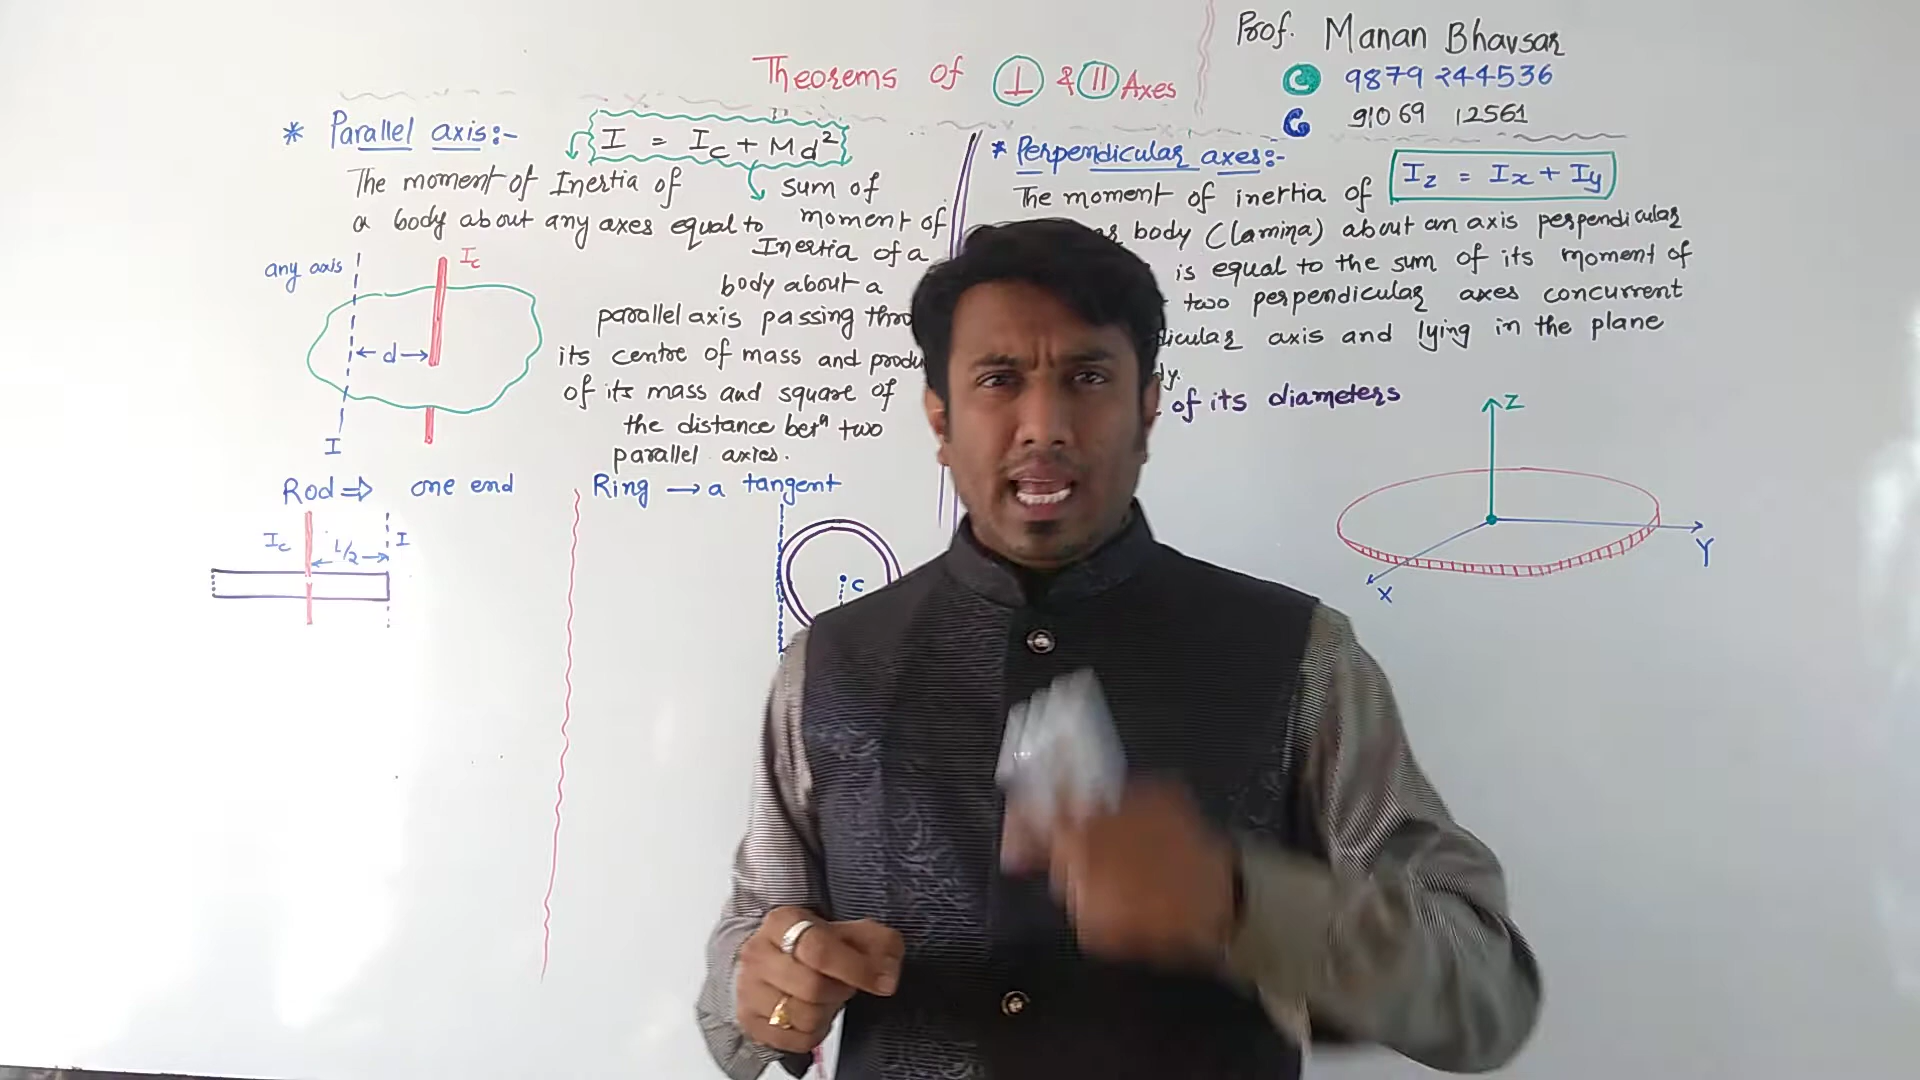 Prof. Manan Bhavsar
9879 244536
91069 12561
Theorems of ⊥ & || Axes
* Parallel axis:-
I = Ic + Md²
The moment of Inertia of
a body about any axes equal to
sum of
moment of
Inertia of a
body about a
parallel axis passing
its centre of mass and
of its mass and square of
the distance betⁿ two
parallel axies.
any axis
Ic
d
I
Rod ⇒ one end
Ic
L/2
I
Ring → a tangent
c
* Perpendicular axes:-
Iz = Ix + Iy
The moment of inertia of
body (lamina) about an axis perpendicular
is equal to the sum of its moment of
two perpendicular axes concurrent
axis and lying in the plane
of its diameters
Z
Y
X